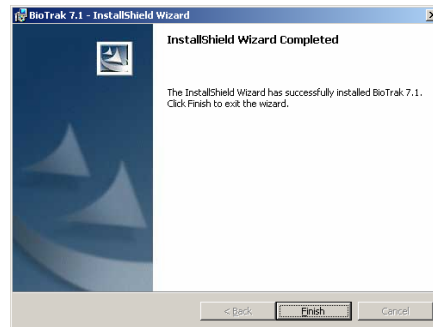 BioTrak 7.1 - InstallShield Wizard
InstallShield Wizard Completed
The InstallShield Wizard has successfully installed BioTrak 7.1.
Click Finish to exit the wizard.
< Back
Finish
Cancel